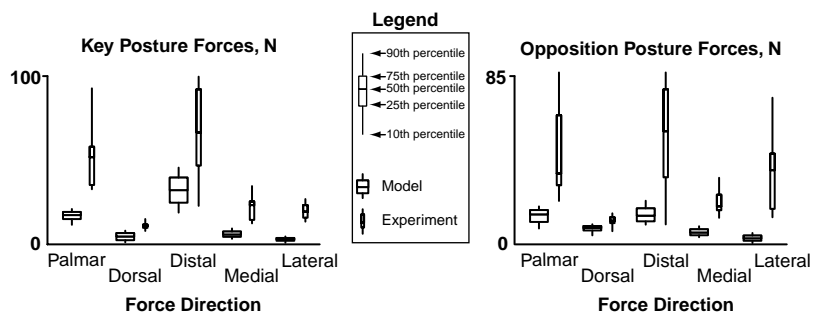 Key Posture Forces, N
100
0
Palmar
Dorsal
Distal
Medial
Lateral
Force Direction
Legend
90th percentile
75th percentile
50th percentile
25th percentile
10th percentile
Model
Experiment
Opposition Posture Forces, N
85
0
Palmar
Dorsal
Distal
Medial
Lateral
Force Direction